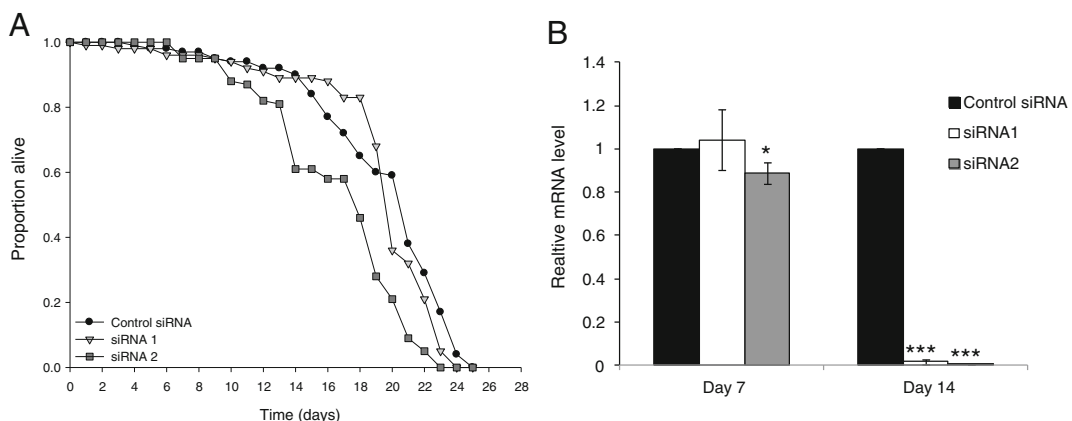 A
1.0
0.8
0.6
0.4
0.2
0.0
Proportion alive
Control siRNA
siRNA 1
siRNA 2
0 2 4 6 8 10 12 14 16 18 20 22 24 26 28
Time (days)
B
1.4
1.2
1
0.8
0.6
0.4
0.2
0
Realtive mRNA level
Control siRNA
siRNA1
siRNA2
*
*** ***
Day 7 Day 14